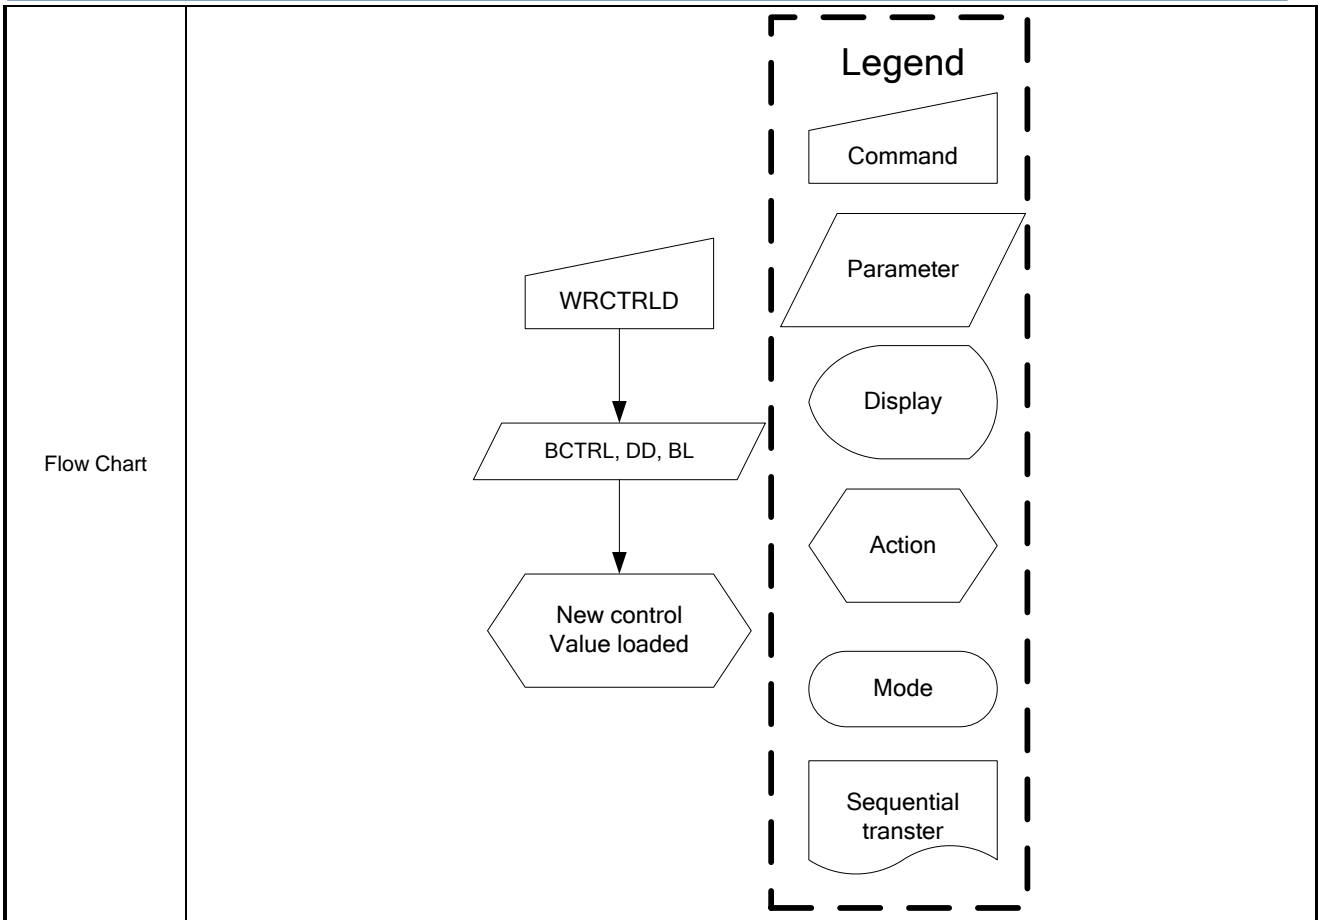 Flow Chart
WRCTRLD
BCTRL, DD, BL
New control
Value loaded
Legend
Command
Parameter
Display
Action
Mode
Sequential
transter